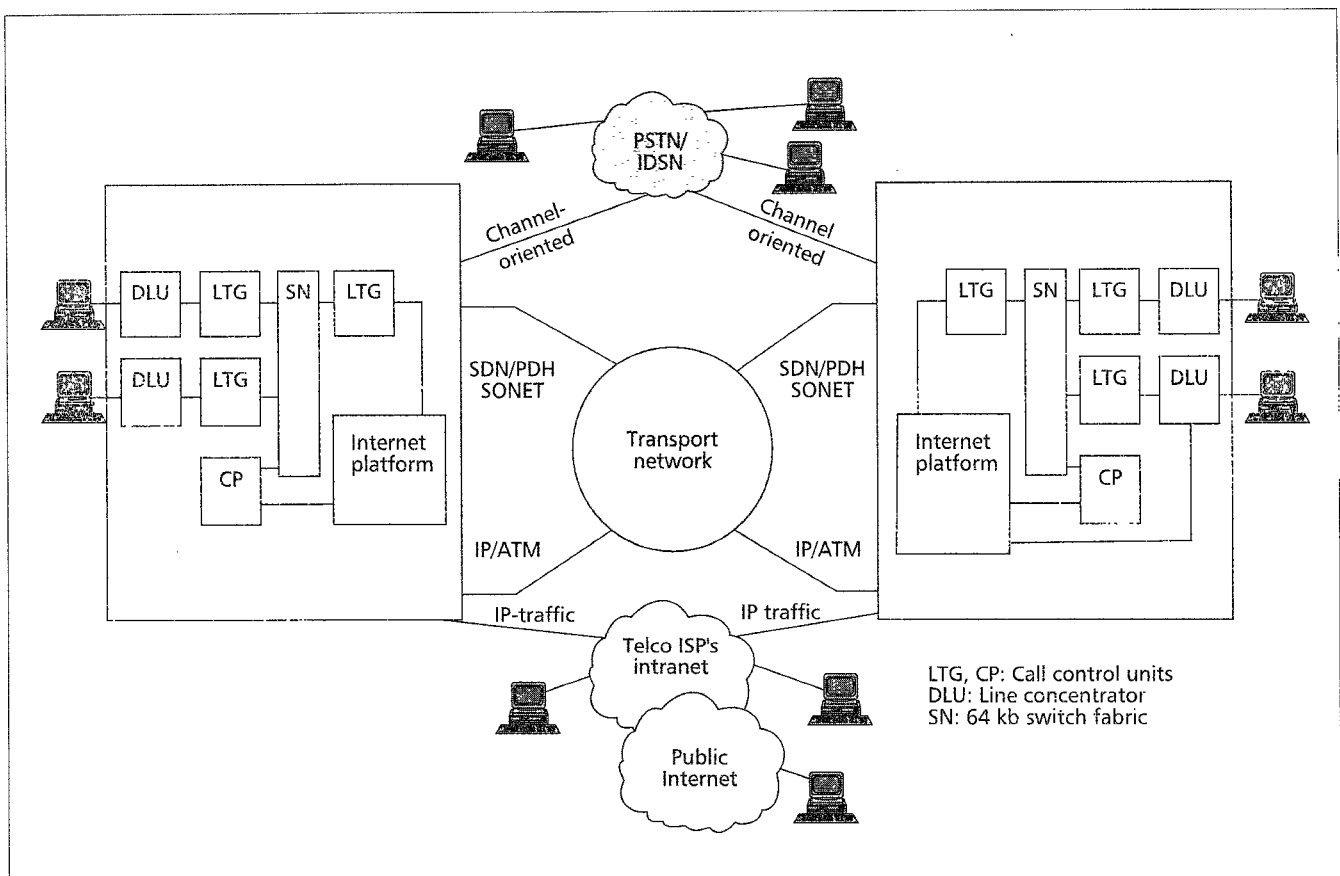 PSTN/
IDSN
Channel-
oriented
Channel
oriented
DLU
LTG
SN
LTG
DLU
LTG
CP
Internet
platform
LTG
SN
LTG
DLU
LTG
DLU
Internet
platform
CP
SDN/PDH
SONET
SDN/PDH
SONET
Transport
network
IP/ATM
IP/ATM
IP-traffic
IP traffic
Telco ISP's
intranet
Public
Internet
LTG, CP: Call control units
DLU: Line concentrator
SN: 64 kb switch fabric